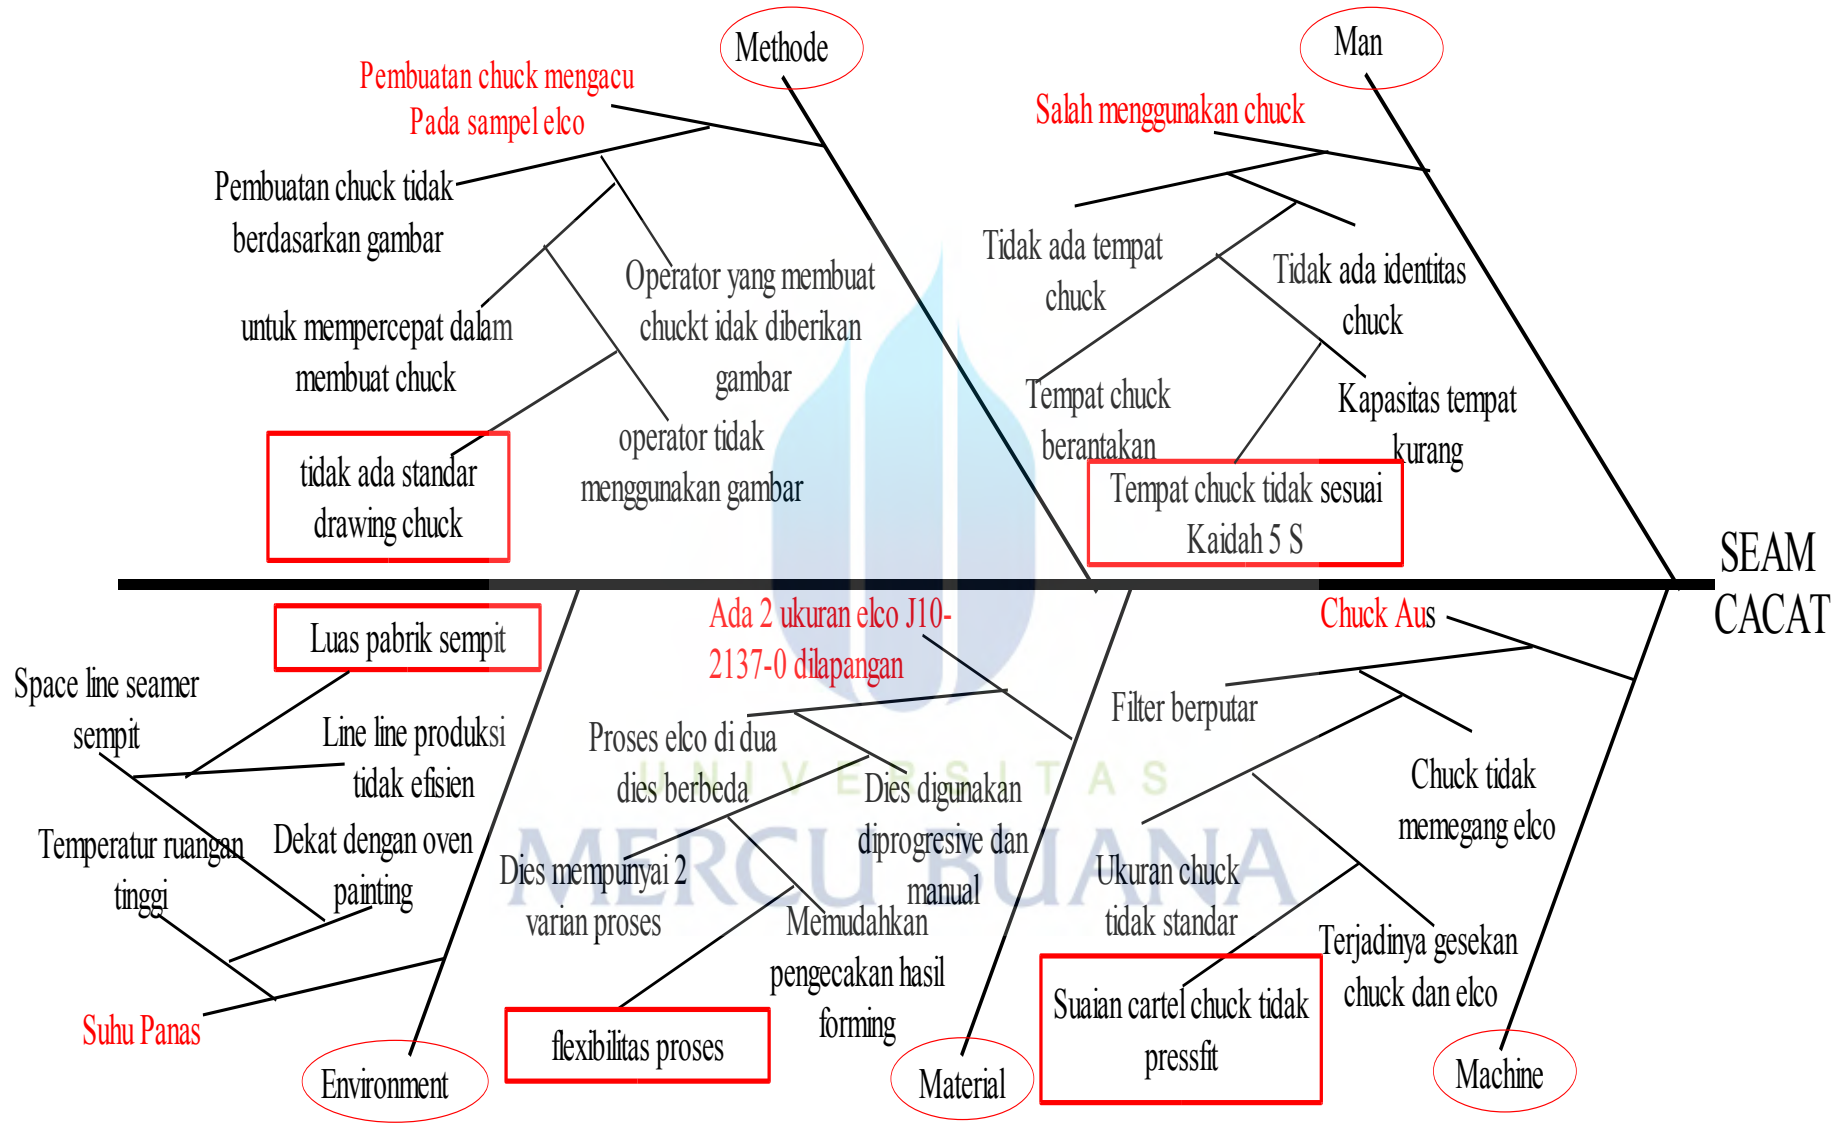 Methode
Man
Pembuatan chuck mengacu
Pada sampel elco
Salah menggunakan chuck
Pembuatan chuck tidak
berdasarkan gambar
Tidak ada tempat
chuck
Tidak ada identitas
chuck
Operator yang membuat
chuckt idak diberikan
gambar
untuk mempercepat dalam
membuat chuck
Tempat chuck
berantakan
Kapasitas tempat
kurang
operator tidak
menggunakan gambar
tidak ada standar
drawing chuck
Tempat chuck tidak sesuai
Kaidah 5 S
SEAM
CACAT
Luas pabrik sempit
Ada 2 ukuran elco J10-
2137-0 dilapangan
Chuck Aus
Space line seamer
sempit
Line line produksi
tidak efisien
Proses elco di dua
dies berbeda
Filter berputar
Dies digunakan
diprogresive dan
manual
Chuck tidak
memegang elco
UNIVERSITAS
MERCU BUANA
Temperatur ruangan
tinggi
Dekat dengan oven
painting
Dies mempunyai 2
varian proses
Memudahkan
pengecakan hasil
forming
Ukuran chuck
tidak standar
Terjadinya gesekan
chuck dan elco
Suhu Panas
flexibilitas proses
Suaian cartel chuck tidak
pressfit
Environment
Material
Machine